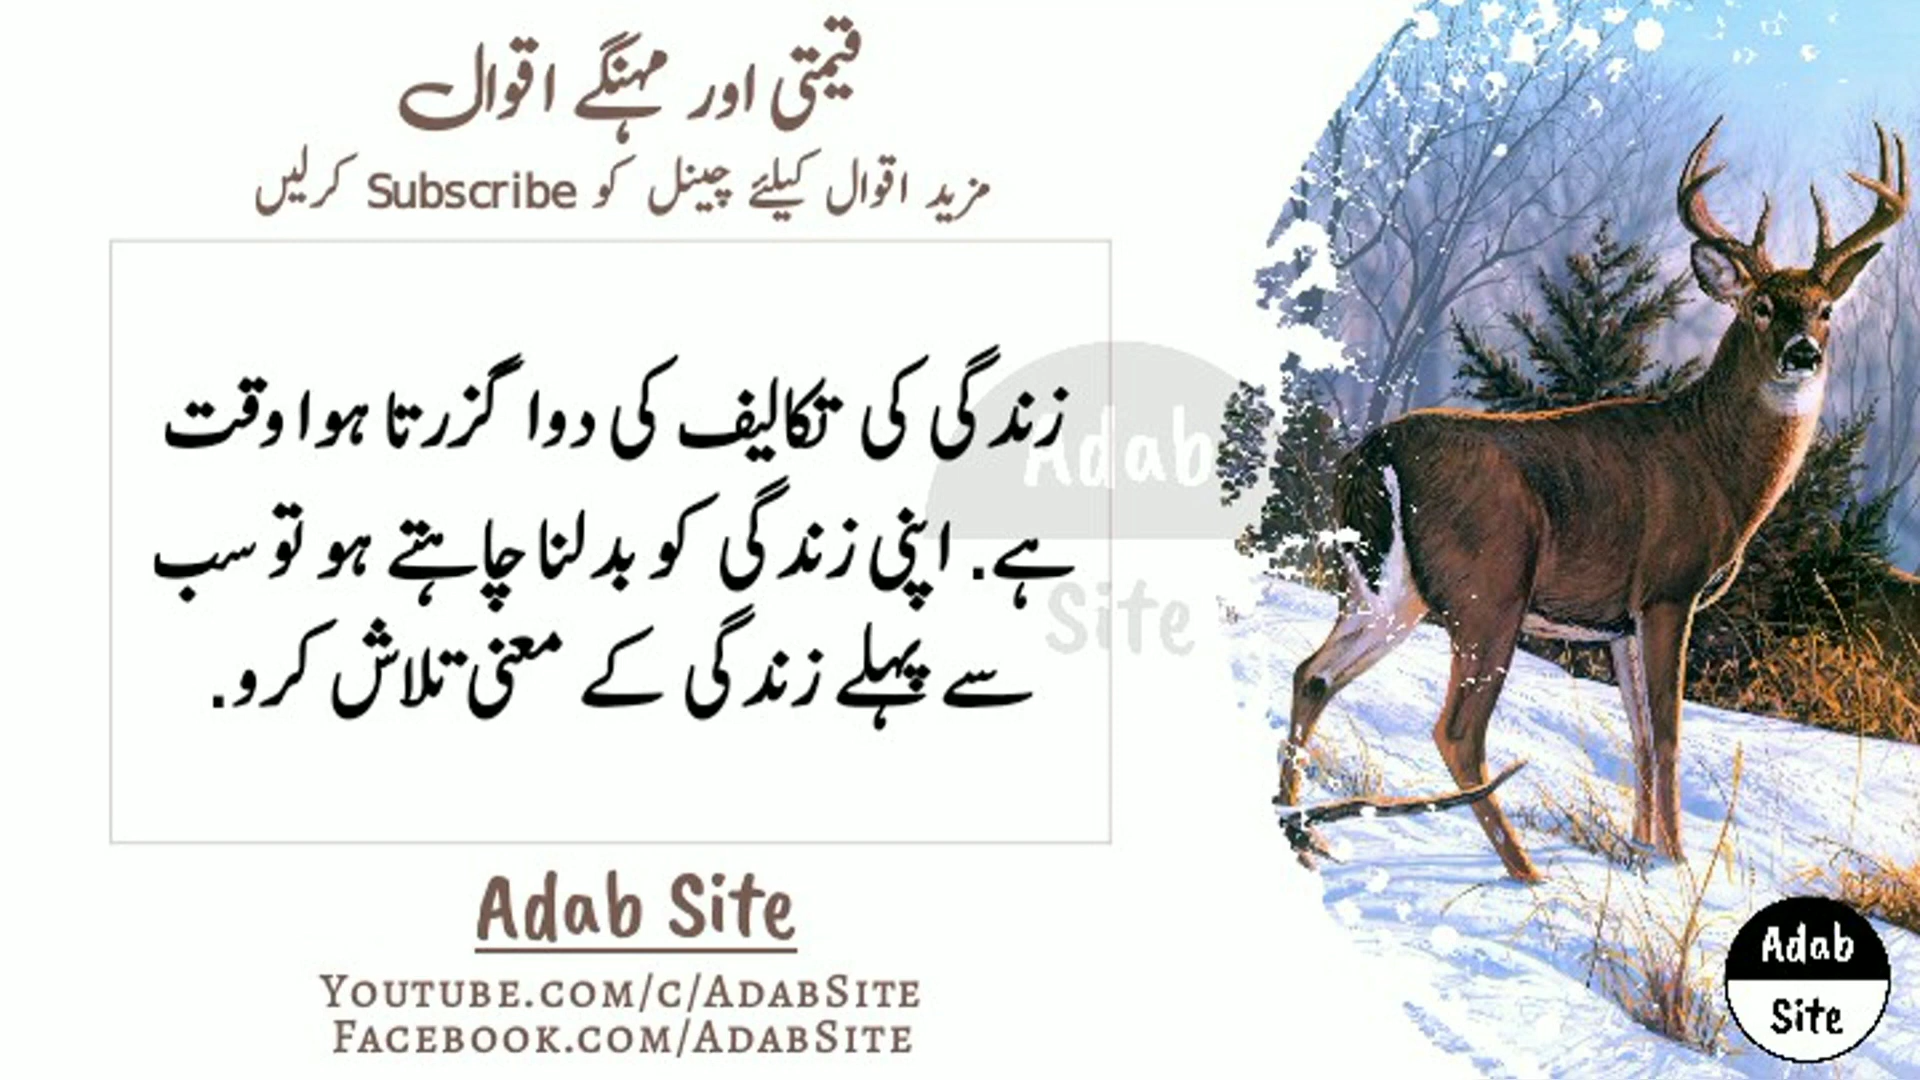 قیمتی اور مہنگے اقوال
مزید اقوال کیلئے چینل کو Subscribe کرلیں
زندگی کی تکالیف کی دوا گزرتا ہوا وقت
ہے. اپنی زندگی کو بدلنا چاہتے ہو تو سب
سے پہلے زندگی کے معنی تلاش کرو.
Adab
Site
Adab Site
Youtube.com/c/AdabSite
Facebook.com/AdabSite
Adab
Site